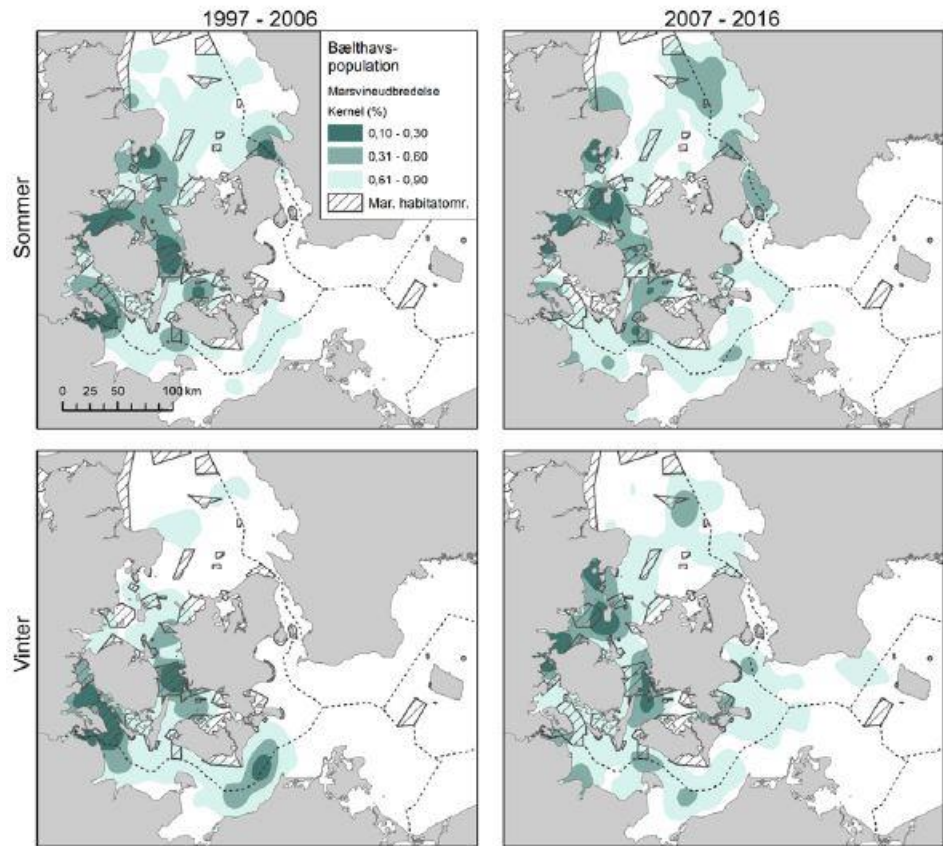 1997 - 2006
2007 - 2016
Sommer
Bælthavs-
population
Marsvineudbredelse
Kernel (%)
0,10 - 0,30
0,31 - 0,60
0,61 - 0,90
Mar. habitatomr.
0 25 50 100 km
Vinter